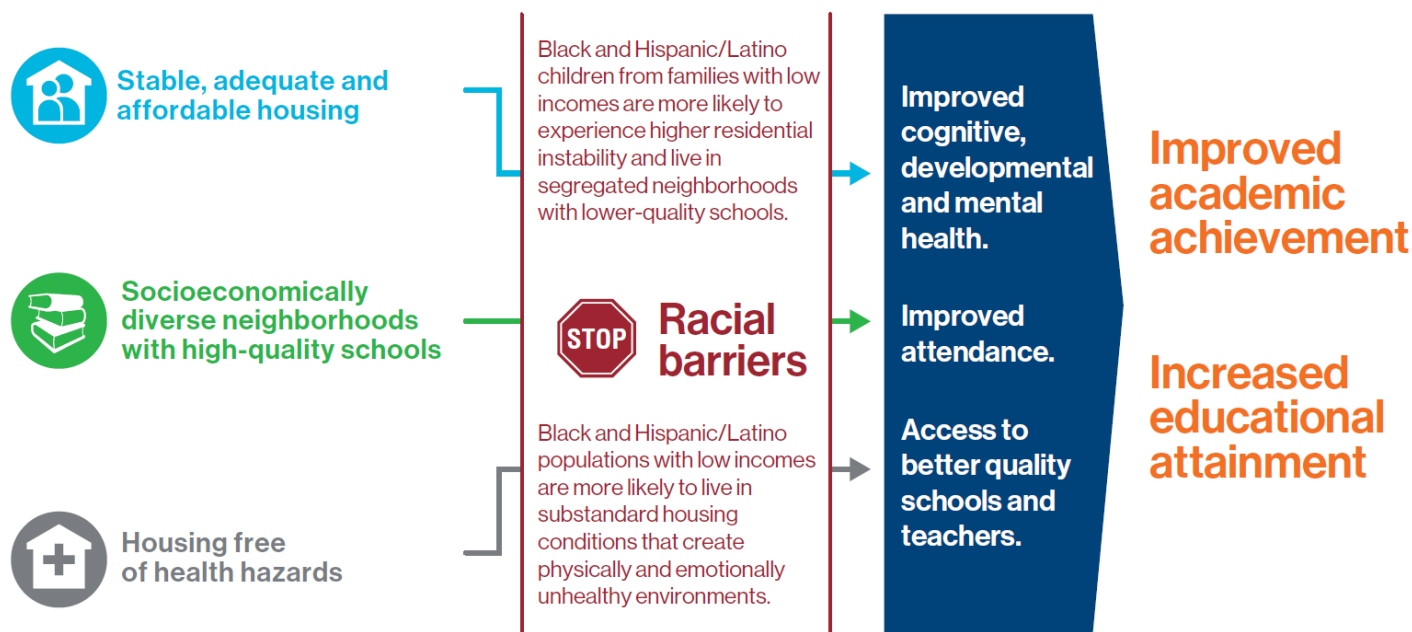 Stable, adequate and
affordable housing
Socioeconomically
diverse neighborhoods
with high-quality schools
Housing free
of health hazards
Black and Hispanic/Latino
children from families with low
incomes are more likely to
experience higher residential
instability and live in
segregated neighborhoods
with lower-quality schools.
STOP
Racial
barriers
Black and Hispanic/Latino
populations with low incomes
are more likely to live in
substandard housing
conditions that create
physically and emotionally
unhealthy environments.
Improved
cognitive,
developmental
and mental
health.
Improved
attendance.
Access to
better quality
schools and
teachers.
Improved
academic
achievement
Increased
educational
attainment